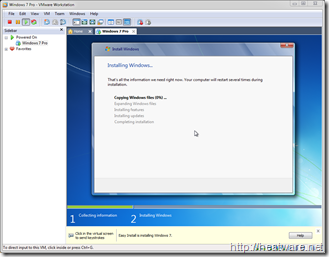 Windows 7 Pro - VMware Workstation
File Edit View VM Team Windows Help
Sidebar
Powered On
Windows 7 Pro
Favorites
Home
Windows 7 Pro
Install Windows
Installing Windows...
That's all the information we need right now. Your computer will restart several times during
installation.
Copying Windows files (0%) ...
Expanding Windows files
Installing features
Installing updates
Completing installation
1 Collecting information
2 Installing Windows
Click in the virtual screen
to send keystrokes
Easy Install is installing Windows 7.
Help
To direct input to this VM, click inside or press Ctrl+G.
http://heatware.net